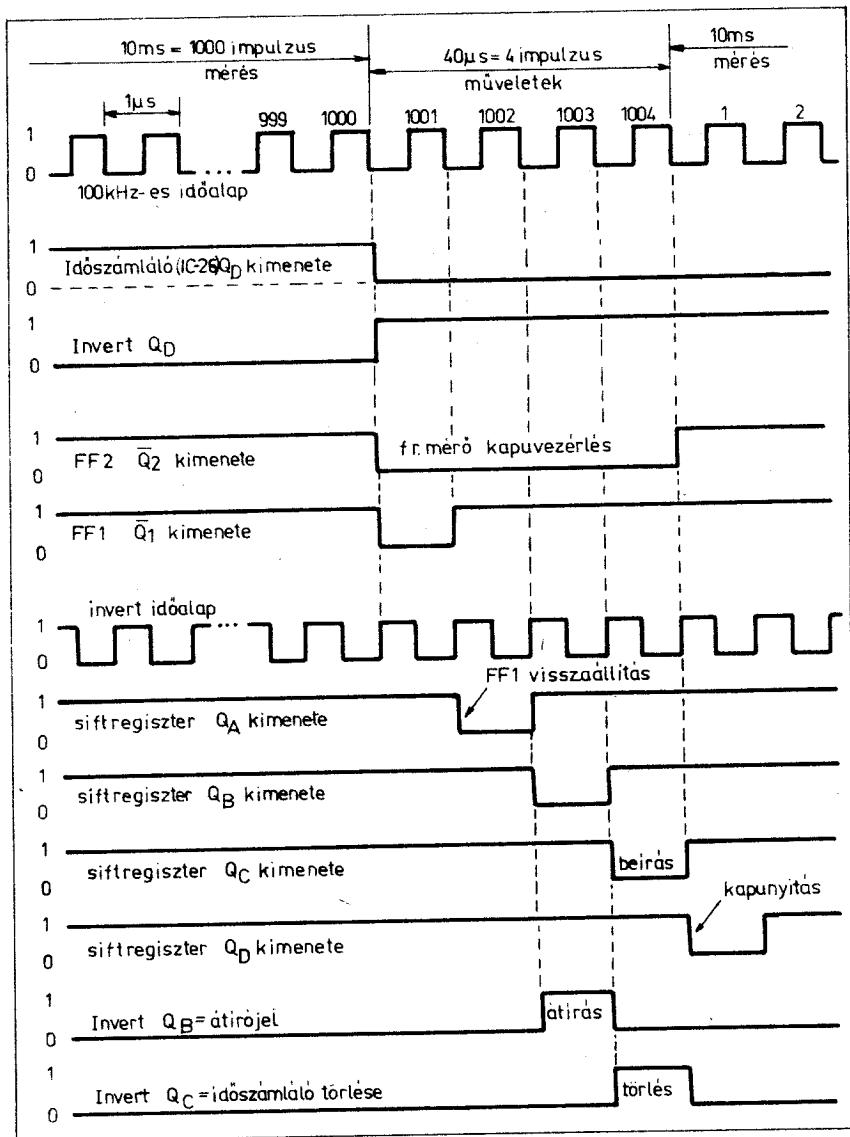 10ms = 1000 impulzus
mérés
40µs = 4 impulzus
műveletek
10ms
mérés
1µs
999 1000 1001 1002 1003 1004 1 2
1
0
100kHz-es időalap
1
Időszámláló (IC-26) QD kimenete
0
1
Invert QD
0
1
FF2 Q̅2 kimenete
fr. mérő kapuvezérlés
0
1
FF1 Q̅1 kimenete
0
invert időalap
1
0
FF1 visszaállítás
1
siftregiszter QA kimenete
0
1
siftregiszter QB kimenete
0
1
siftregiszter QC kimenete
beírás
0
kapunyitás
1
siftregiszter QD kimenete
0
1
Invert QB = átírójel
átírás
0
1
Invert QC = időszámláló törlése
törlés
0